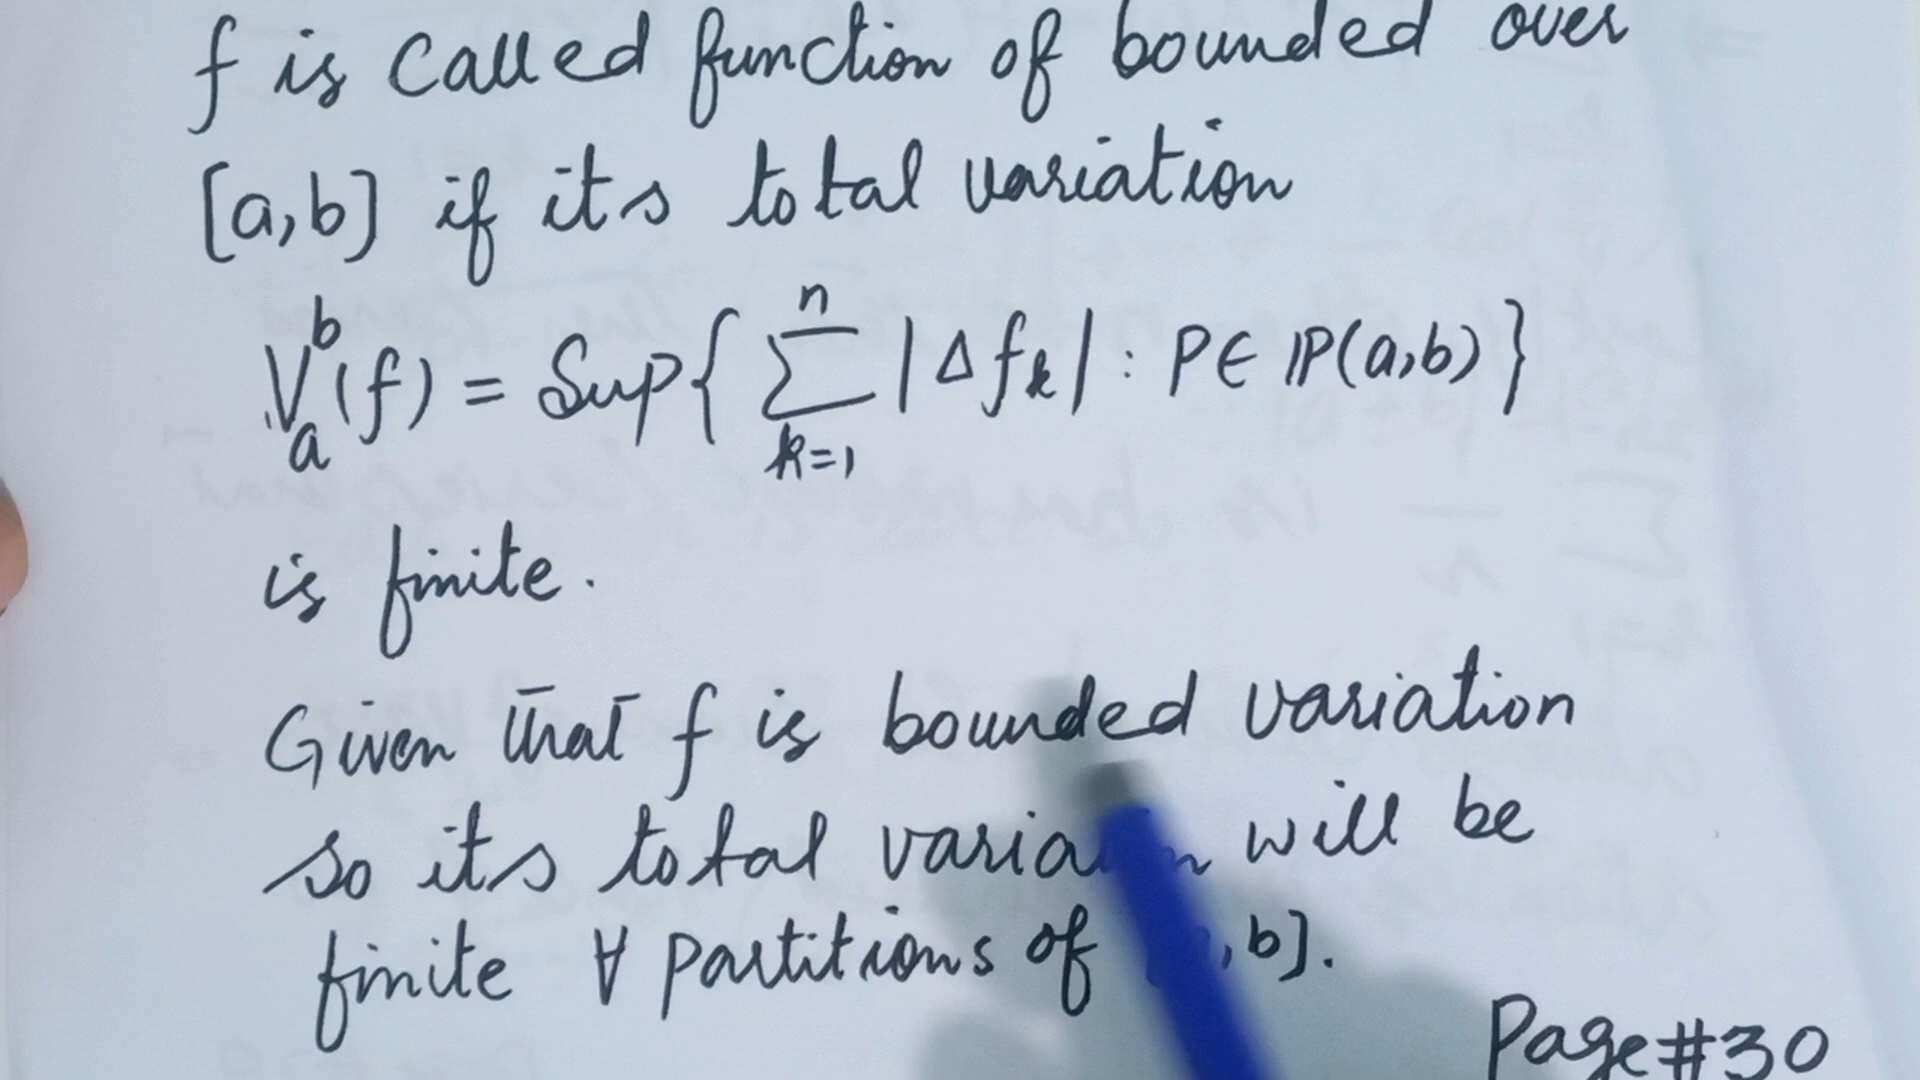 f is called function of bounded over
[a,b] if its total variation
V_a^b(f) = Sup{ Σ_{k=1}^{n} |Δf_k| : P ∈ ℙ(a,b) }
is finite.
Given that f is bounded variation
so its total will be
finite ∀ partitions of , b].
Page#30